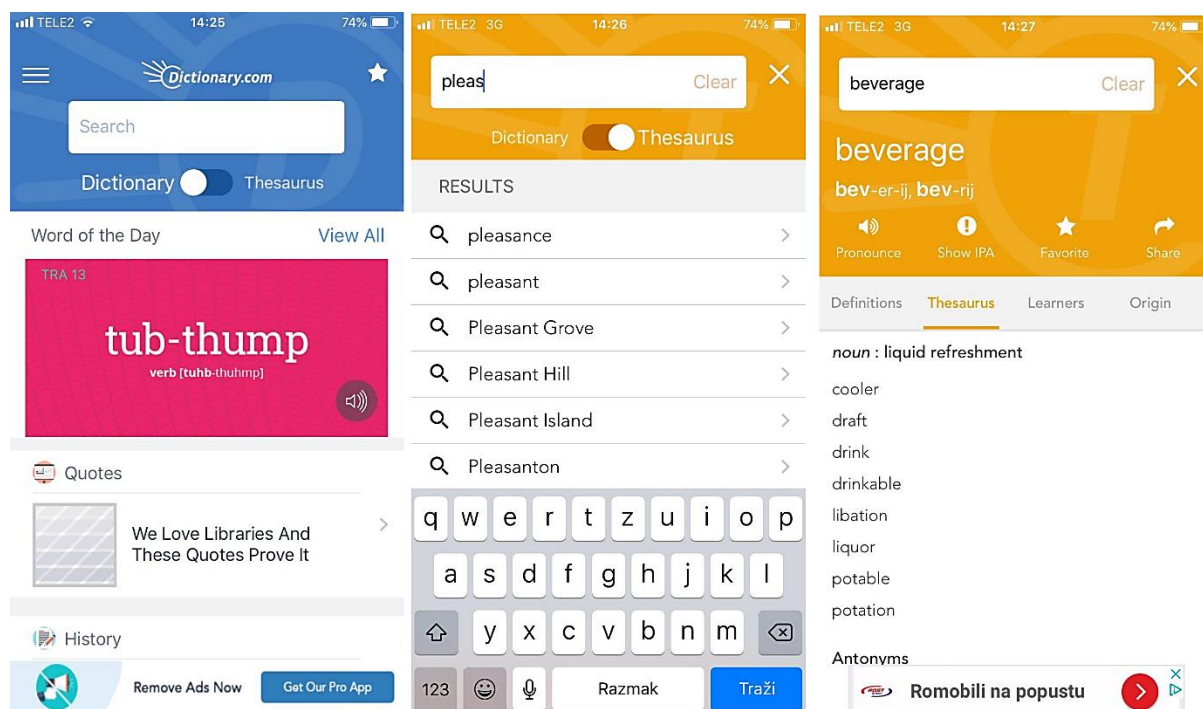 TELE2 14:25 74%
Dictionary.com
Search
Dictionary Thesaurus
Word of the Day View All
TRA 13
tub-thump
verb [tuhb-thuhmp]
Quotes
We Love Libraries And
These Quotes Prove It
History
Remove Ads Now Get Our Pro App
TELE2 3G 14:26 74%
pleas Clear
Dictionary Thesaurus
RESULTS
pleasance
pleasant
Pleasant Grove
Pleasant Hill
Pleasant Island
Pleasanton
q w e r t z u i o p
a s d f g h j k l
y x c v b n m
123 Razmak Traži
TELE2 3G 14:27 74%
beverage Clear
beverage
bev-er-ij, bev-rij
Pronounce Show IPA Favorite Share
Definitions Thesaurus Learners Origin
noun : liquid refreshment
cooler
draft
drink
drinkable
libation
liquor
potable
potation
Antonyms
Romobili na popustu